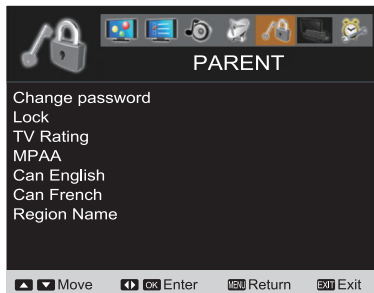 PARENT
Change password
Lock
TV Rating
MPAA
Can English
Can French
Region Name
Move OK Enter MENU Return EXIT Exit